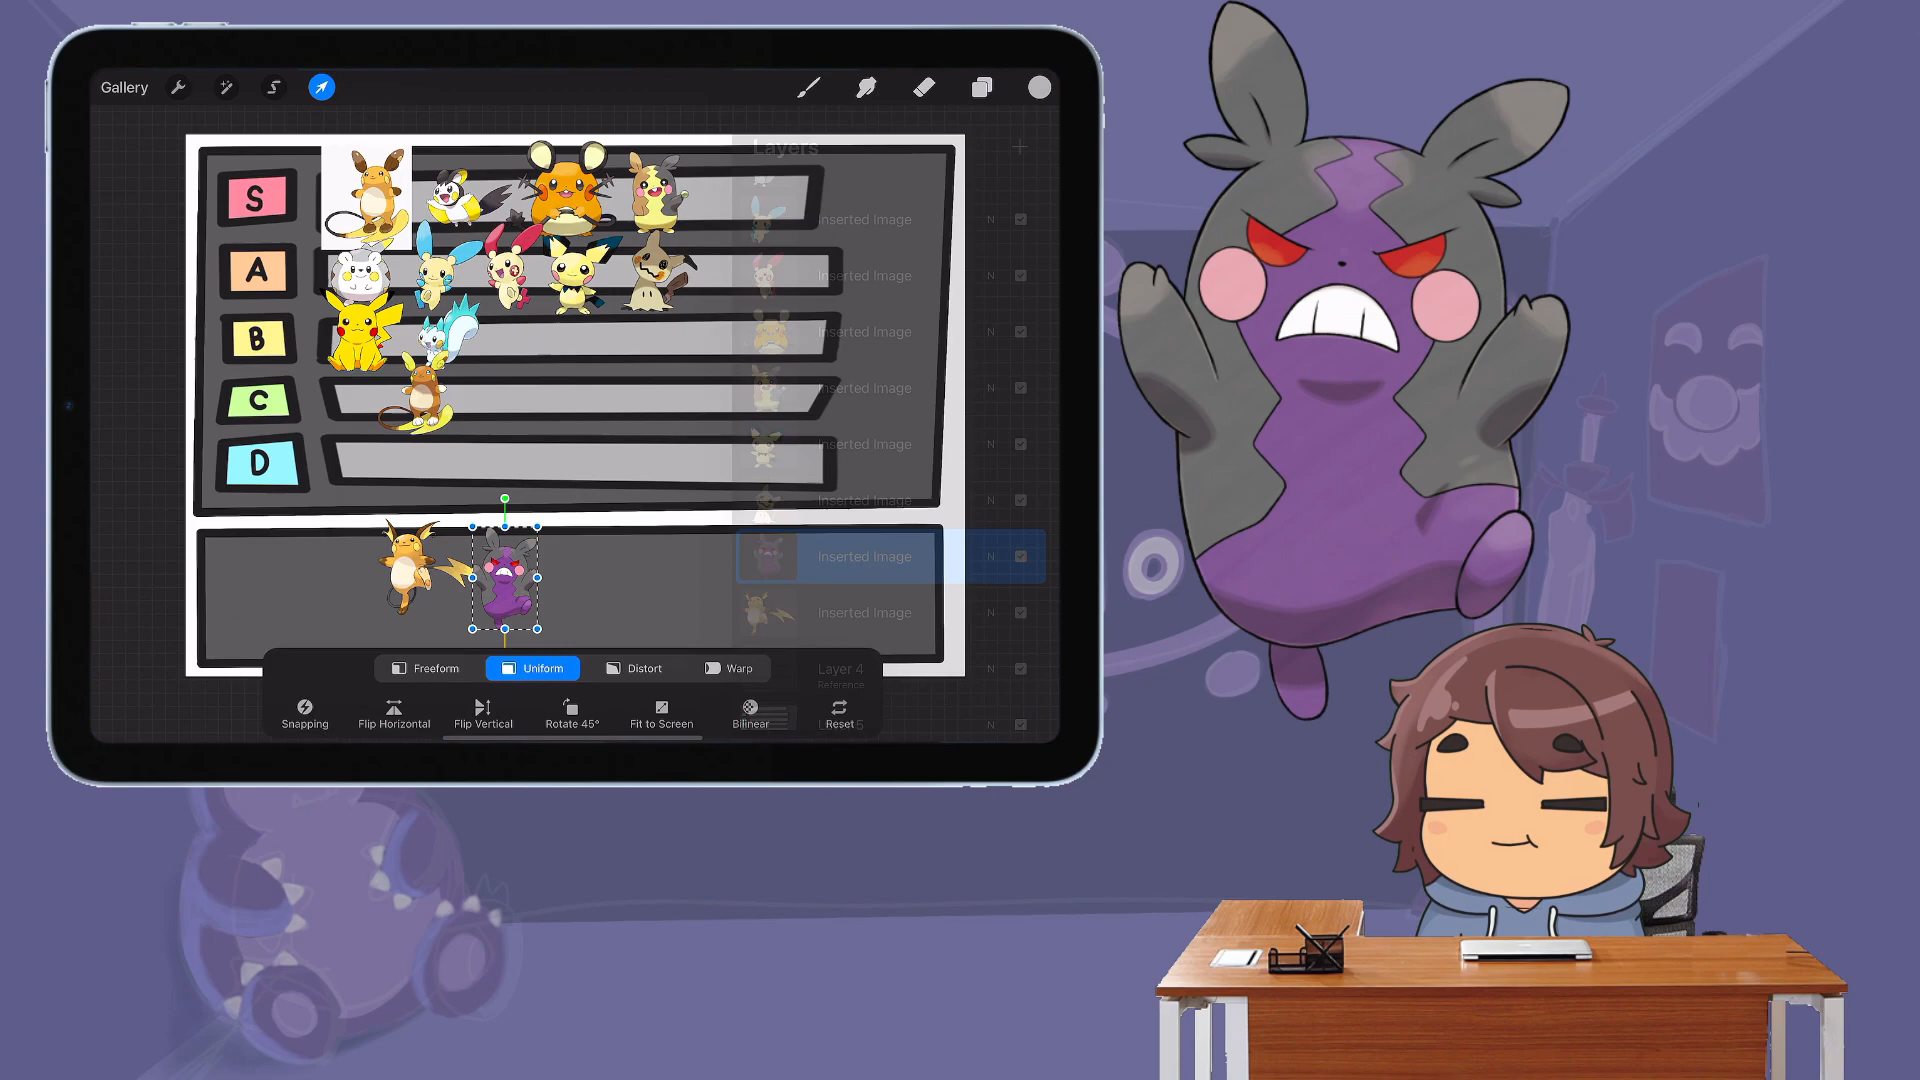 Gallery
Layers
S
Inserted Image N
A
Inserted Image N
B
Inserted Image N
C
Inserted Image N
D
Inserted Image N
Inserted Image N
Inserted Image N
Inserted Image N
Freeform Uniform Distort Warp
Layer 4 N
Reference
Snapping Flip Horizontal Flip Vertical Rotate 45° Fit to Screen Bilinear Reset
N